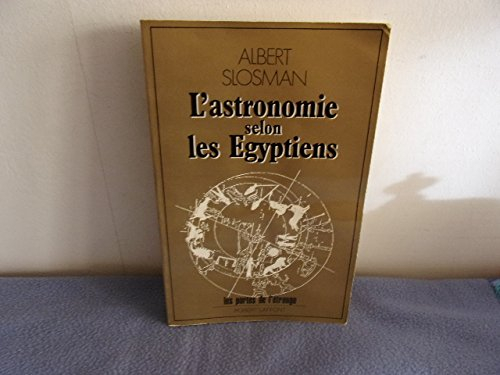 ALBERT
SLOSMAN
L'astronomie
selon
les Egyptiens
les portes de l'étrange
ROBERT LAFFONT